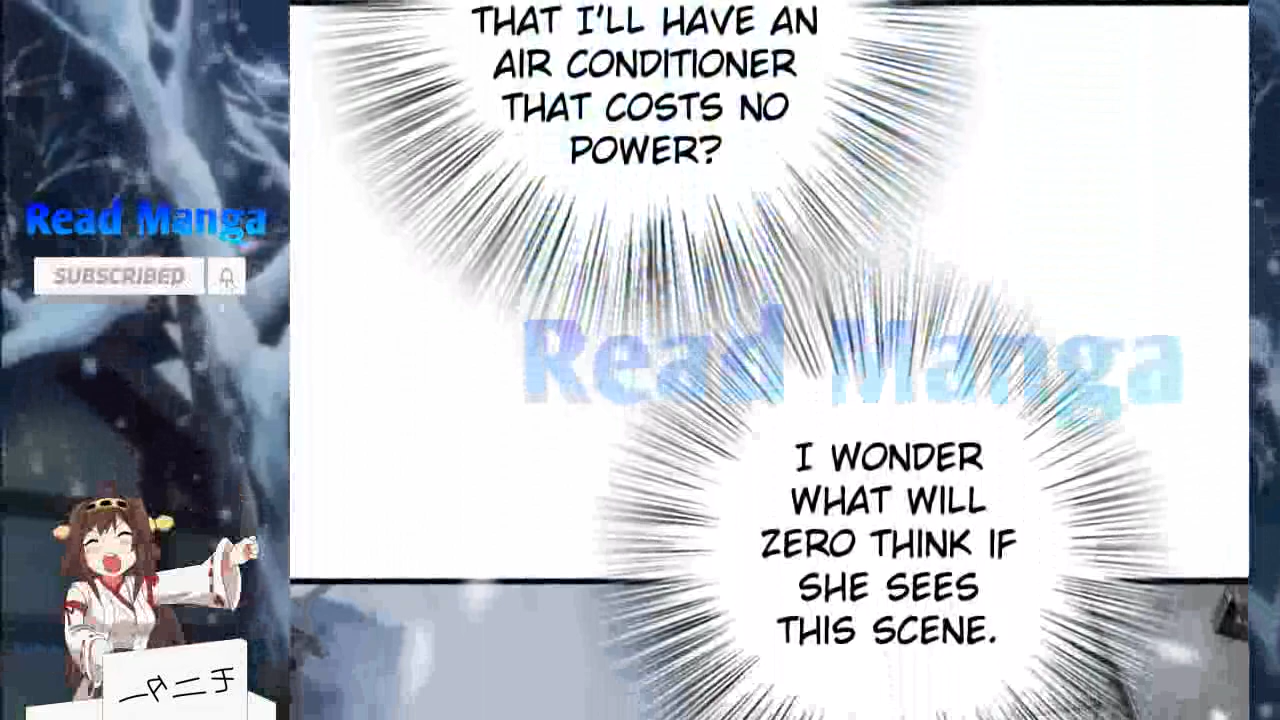 THAT I'LL HAVE AN
AIR CONDITIONER
THAT COSTS NO
POWER?
Read Manga
SUBSCRIBED
Read Manga
I WONDER
WHAT WILL
ZERO THINK IF
SHE SEES
THIS SCENE.